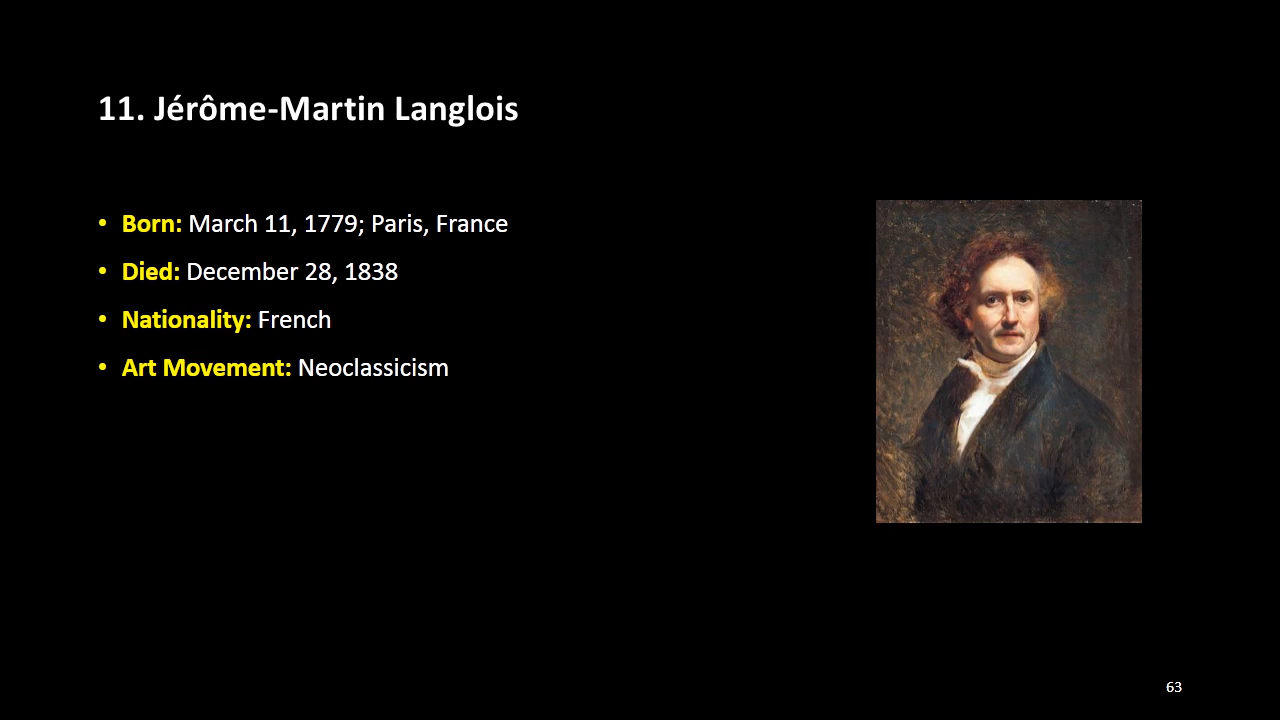 11. Jérôme-Martin Langlois
• Born: March 11, 1779; Paris, France
• Died: December 28, 1838
• Nationality: French
• Art Movement: Neoclassicism
63